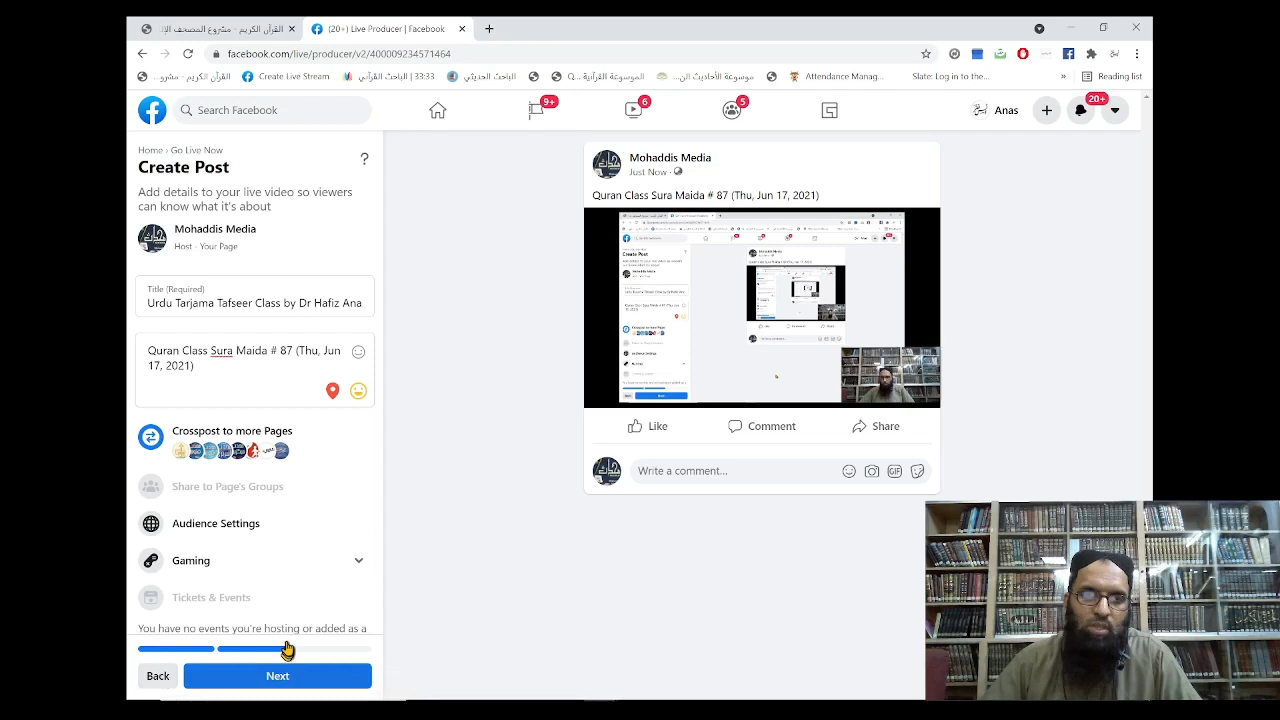 القرآن الكريم - مشروع المصحف الإل
(20+) Live Producer | Facebook
facebook.com/live/producer/v2/400009234571464
القرآن الكريم - مشرو...
Create Live Stream
الباحث القرآني | 33:33
الباحث الحديثي
الموسوعة القرآنية Q...
موسوعة الأحاديث الن...
Attendance Manag...
Slate: Log in to the...
»
Reading list
Search Facebook
9+
6
5
Anas
20+
Home › Go Live Now
Create Post
?
Add details to your live video so viewers
can know what it's about
Host - Your Page
Title (Required)
Urdu Tarjama Tafseer Class by Dr Hafiz Ana
Quran Class Sura Maida # 87 (Thu, Jun
17, 2021)
Crosspost to more Pages
Share to Page's Groups
Audience Settings
Gaming
Tickets & Events
You have no events you're hosting or added as a
Back
Next
Mohaddis Media
Just Now ·
Quran Class Sura Maida # 87 (Thu, Jun 17, 2021)
Create Post
Like
Comment
Share
Write a comment...
GIF